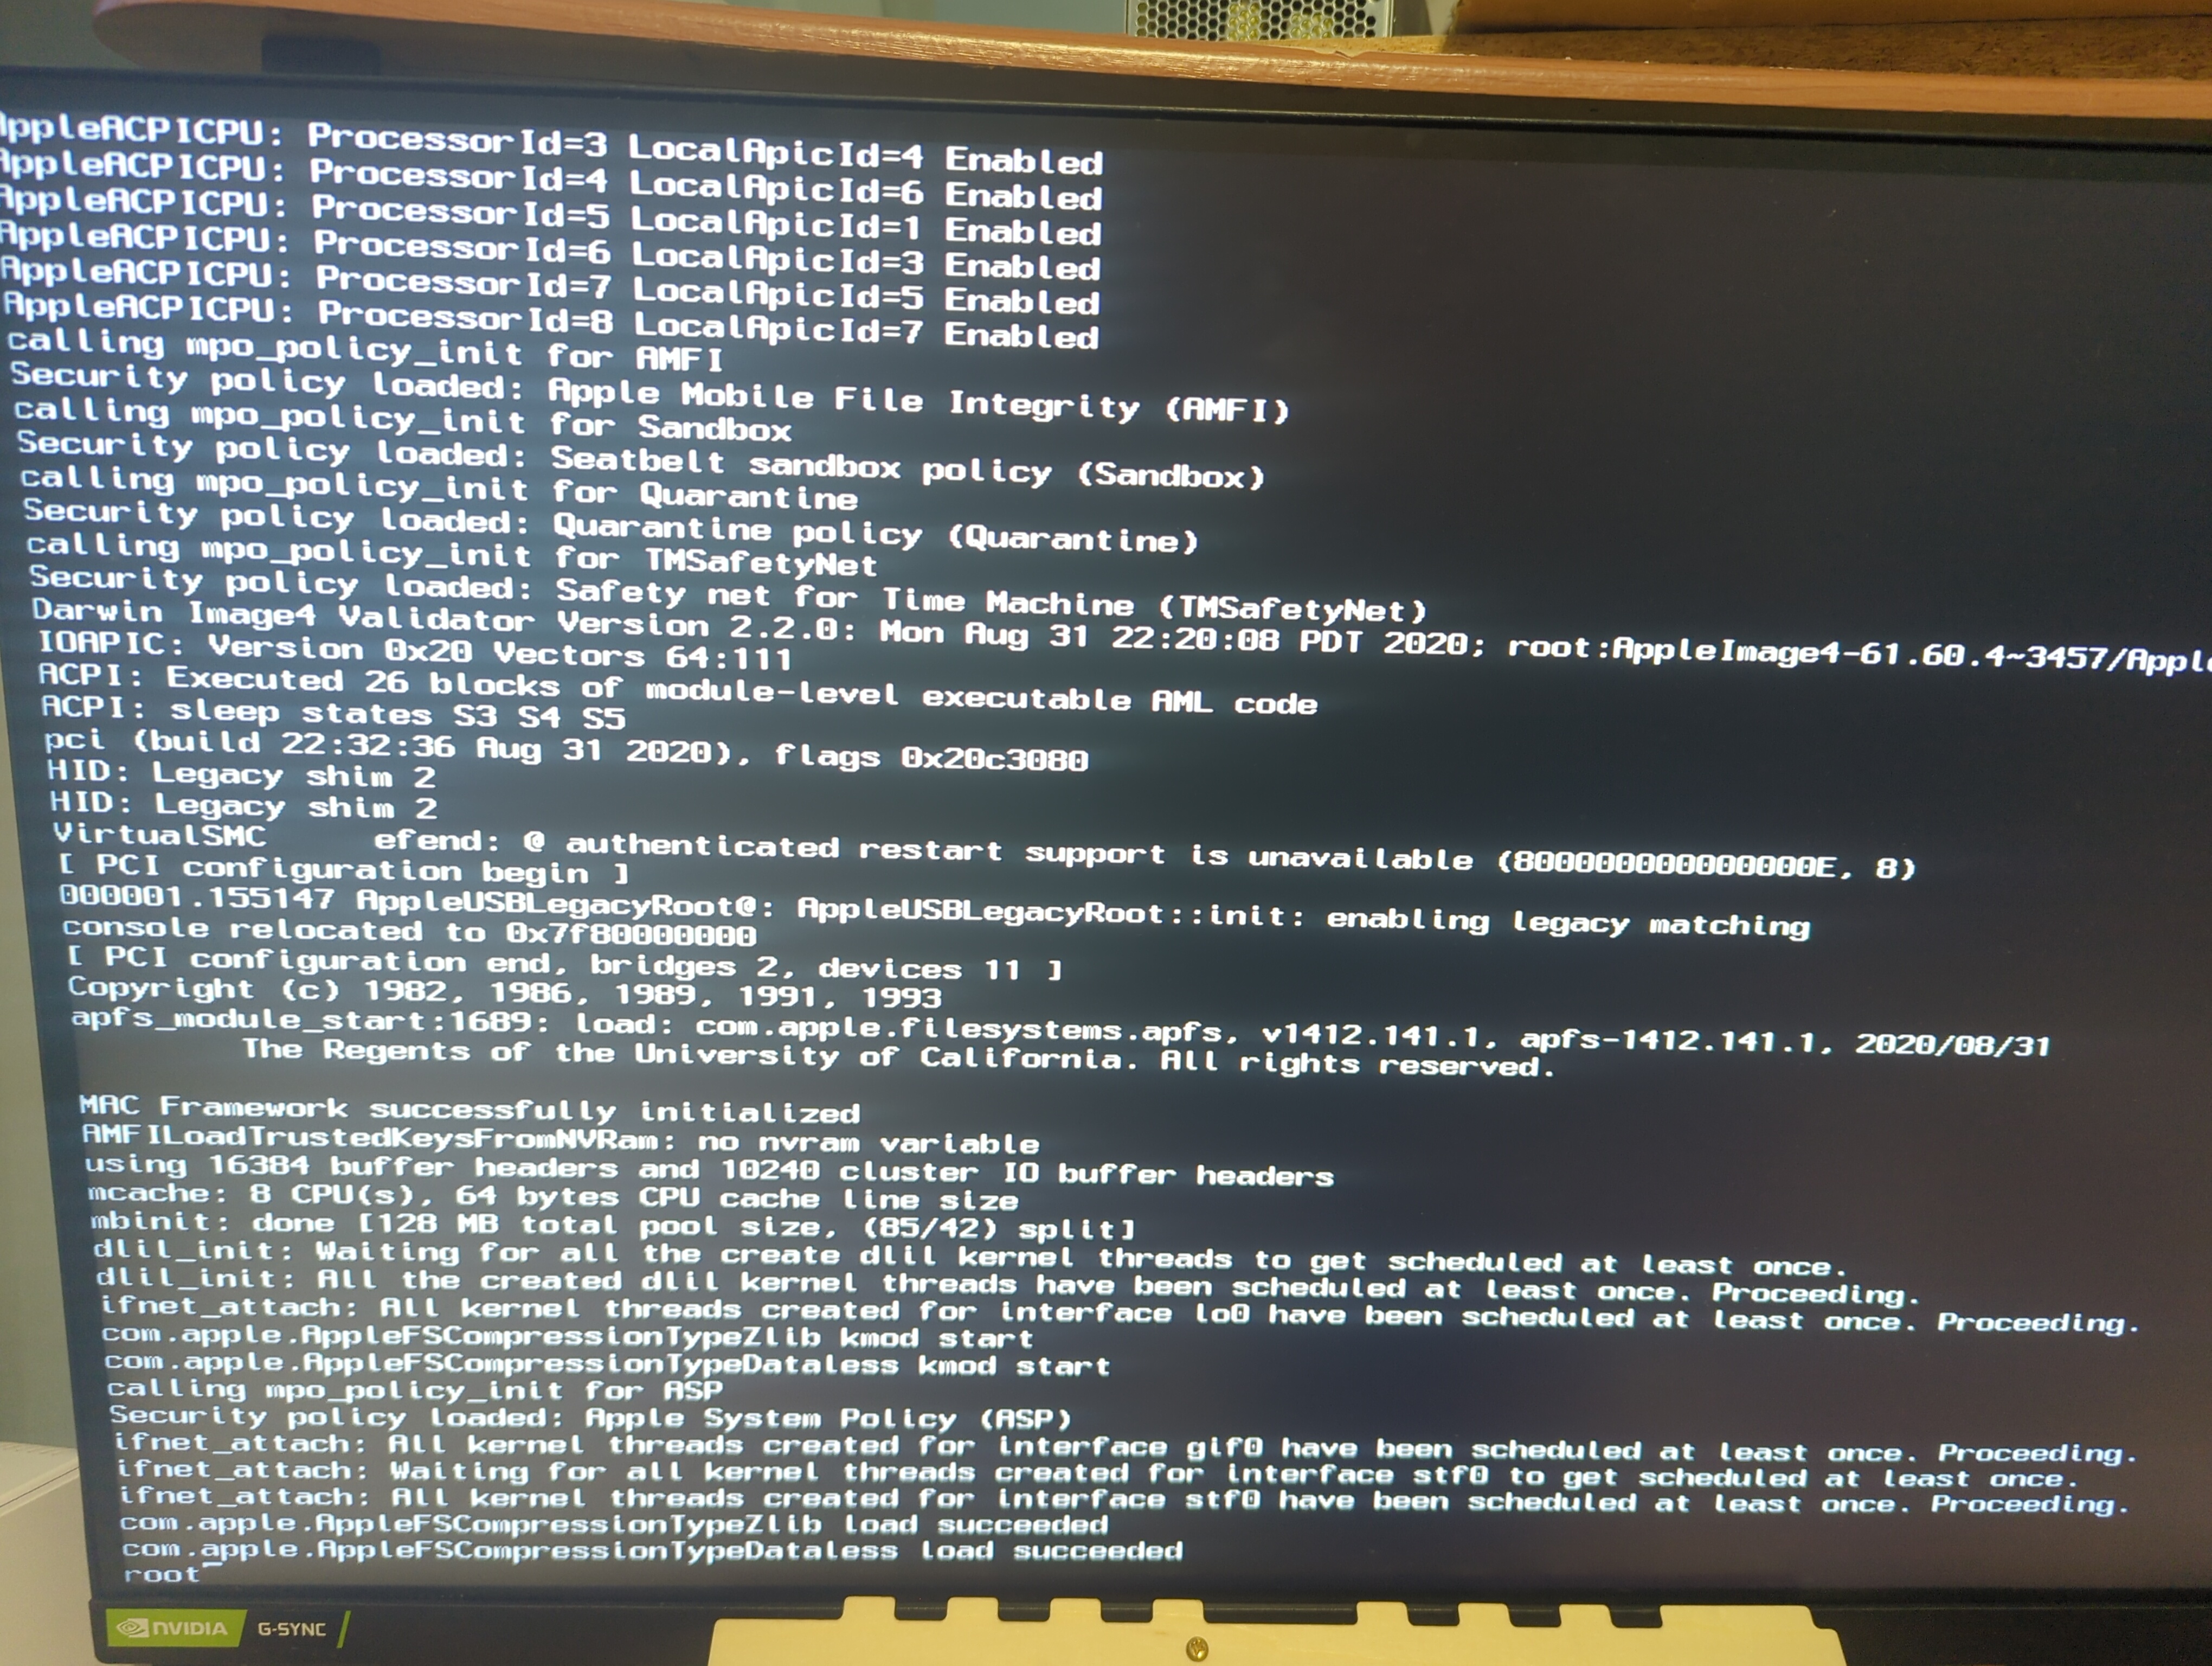 AppleACPICPU: ProcessorId=3 LocalApicId=4 Enabled
AppleACPICPU: ProcessorId=4 LocalApicId=6 Enabled
AppleACPICPU: ProcessorId=5 LocalApicId=1 Enabled
AppleACPICPU: ProcessorId=6 LocalApicId=3 Enabled
AppleACPICPU: ProcessorId=7 LocalApicId=5 Enabled
AppleACPICPU: ProcessorId=8 LocalApicId=7 Enabled
calling mpo_policy_init for AMFI
Security policy loaded: Apple Mobile File Integrity (AMFI)
calling mpo_policy_init for Sandbox
Security policy loaded: Seatbelt sandbox policy (Sandbox)
calling mpo_policy_init for Quarantine
Security policy loaded: Quarantine policy (Quarantine)
calling mpo_policy_init for TMSafetyNet
Security policy loaded: Safety net for Time Machine (TMSafetyNet)
Darwin Image4 Validator Version 2.2.0: Mon Aug 31 22:20:08 PDT 2020; root:AppleImage4-61.60.4~3457/Apple
IOAPIC: Version 0x20 Vectors 64:111
ACPI: Executed 26 blocks of module-level executable AML code
ACPI: sleep states S3 S4 S5
pci (build 22:32:36 Aug 31 2020), flags 0x20c3080
HID: Legacy shim 2
HID: Legacy shim 2
VirtualSMC efend: @ authenticated restart support is unavailable (800000000000000E, 8)
[ PCI configuration begin ]
000001.155147 AppleUSBLegacyRoot@: AppleUSBLegacyRoot::init: enabling legacy matching
console relocated to 0x7f80000000
[ PCI configuration end, bridges 2, devices 11 ]
Copyright (c) 1982, 1986, 1989, 1991, 1993
apfs_module_start:1689: load: com.apple.filesystems.apfs, v1412.141.1, apfs-1412.141.1, 2020/08/31
The Regents of the University of California. All rights reserved.
MAC Framework successfully initialized
AMFILoadTrustedKeysFromNVRam: no nvram variable
using 16384 buffer headers and 10240 cluster IO buffer headers
mcache: 8 CPU(s), 64 bytes CPU cache line size
mbinit: done [128 MB total pool size, (85/42) split]
dlil_init: Waiting for all the create dlil kernel threads to get scheduled at least once.
dlil_init: All the created dlil kernel threads have been scheduled at least once. Proceeding.
ifnet_attach: All kernel threads created for interface lo0 have been scheduled at least once. Proceeding.
com.apple.AppleFSCompressionTypeZlib kmod start
com.apple.AppleFSCompressionTypeDataless kmod start
calling mpo_policy_init for ASP
Security policy loaded: Apple System Policy (ASP)
ifnet_attach: All kernel threads created for interface gif0 have been scheduled at least once. Proceeding.
ifnet_attach: Waiting for all kernel threads created for interface stf0 to get scheduled at least once.
ifnet_attach: All kernel threads created for interface stf0 have been scheduled at least once. Proceeding.
com.apple.AppleFSCompressionTypeZlib load succeeded
com.apple.AppleFSCompressionTypeDataless load succeeded
root
NVIDIA G-SYNC